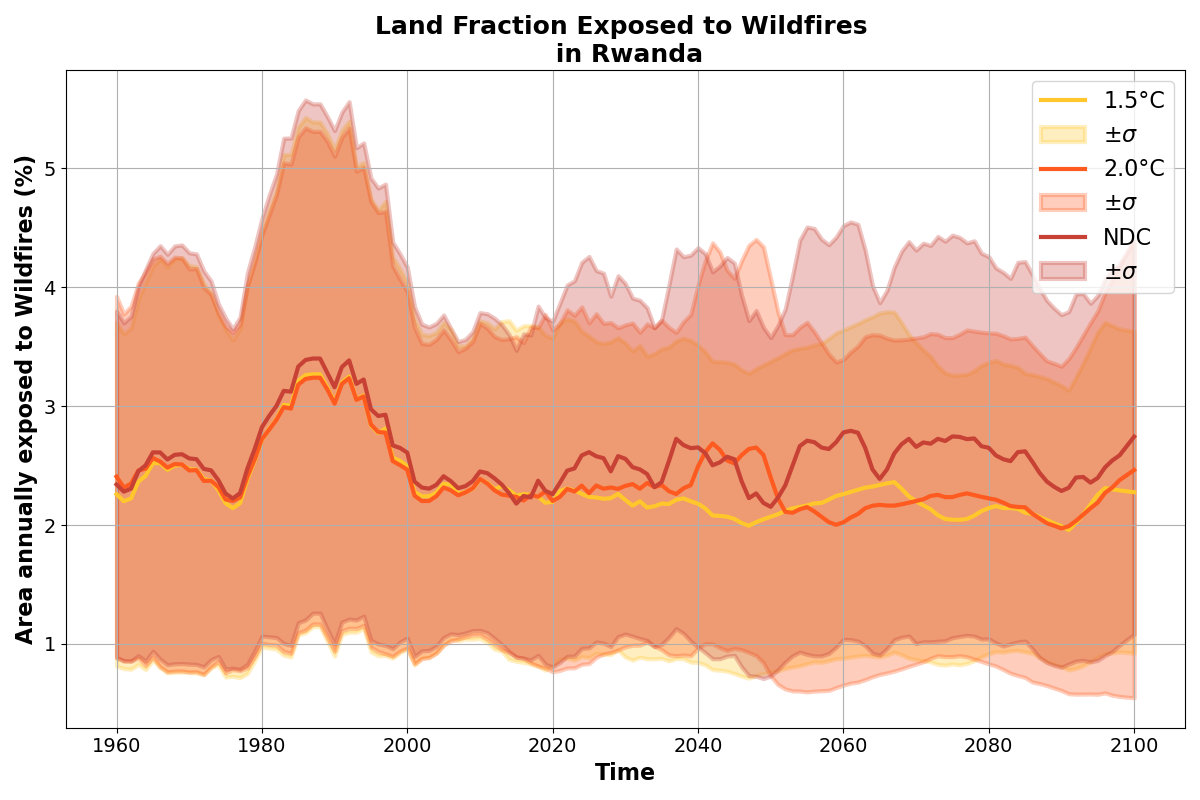 Land Fraction Exposed to Wildfires
in Rwanda
Area annually exposed to Wildfires (%)
5
4
3
2
1
1.5°C
±σ
2.0°C
±σ
NDC
±σ
1960
1980
2000
2020
2040
2060
2080
2100
Time